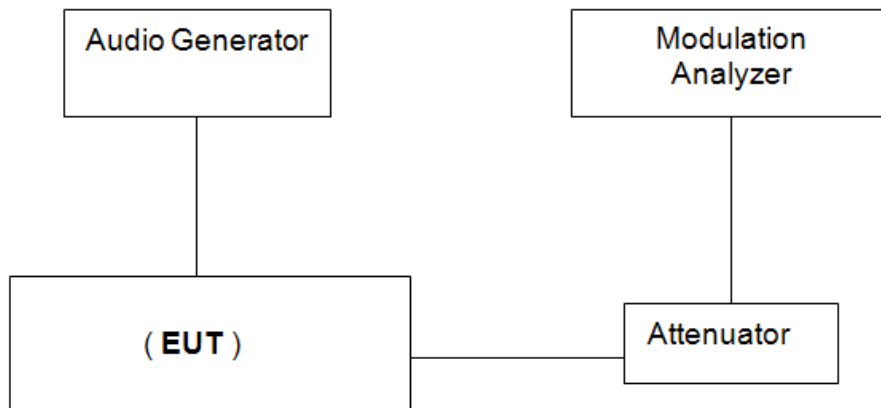 Audio Generator
Modulation
Analyzer
( EUT )
Attenuator